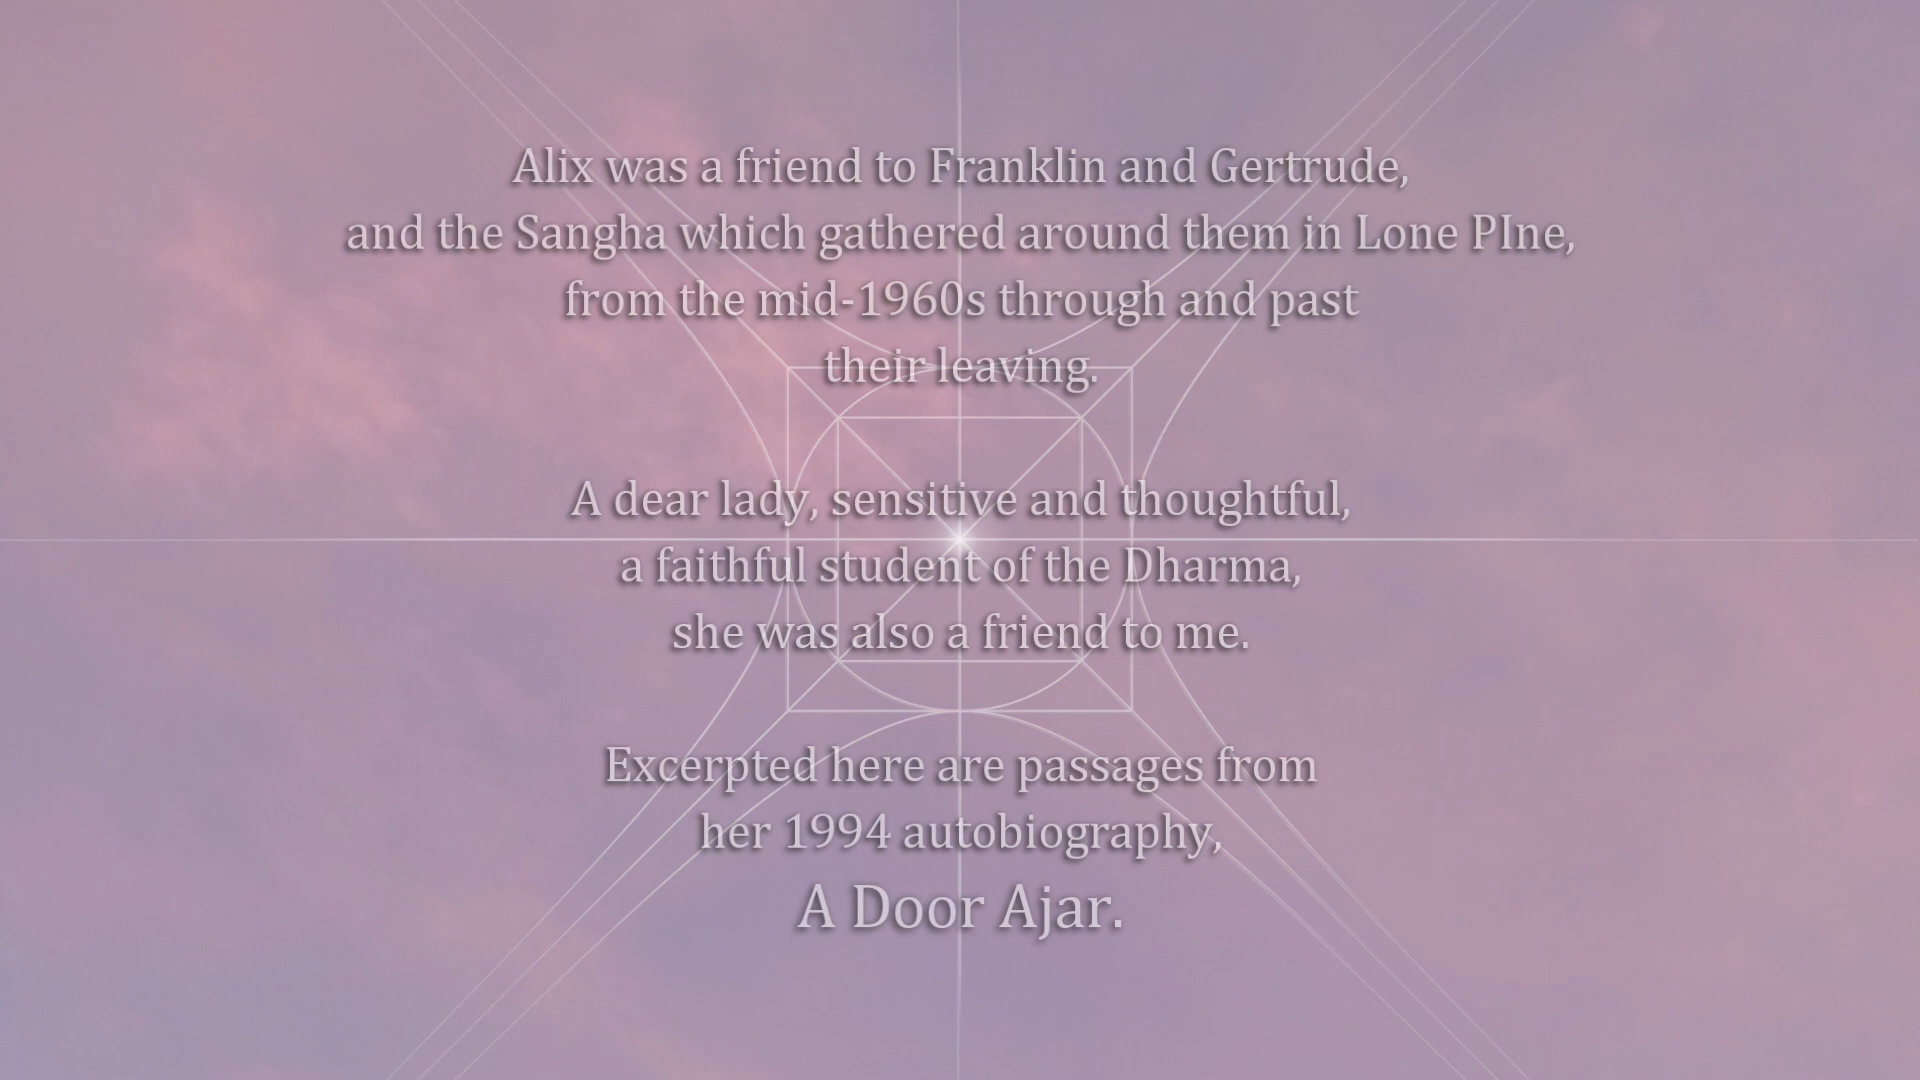 Alix was a friend to Franklin and Gertrude,
and the Sangha which gathered around them in Lone PIne,
from the mid-1960s through and past
their leaving.
A dear lady, sensitive and thoughtful,
a faithful student of the Dharma,
she was also a friend to me.
Excerpted here are passages from
her 1994 autobiography,
A Door Ajar.